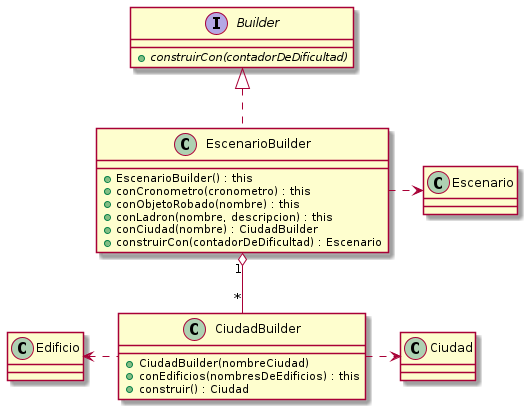 I Builder
construirCon(contadorDeDificultad)
C EscenarioBuilder
EscenarioBuilder() : this
conCronometro(cronometro) : this
conObjetoRobado(nombre) : this
conLadron(nombre, descripcion) : this
conCiudad(nombre) : CiudadBuilder
construirCon(contadorDeDificultad) : Escenario
C Escenario
1
*
C Edificio
C CiudadBuilder
CiudadBuilder(nombreCiudad)
conEdificios(nombresDeEdificios) : this
construir() : Ciudad
C Ciudad